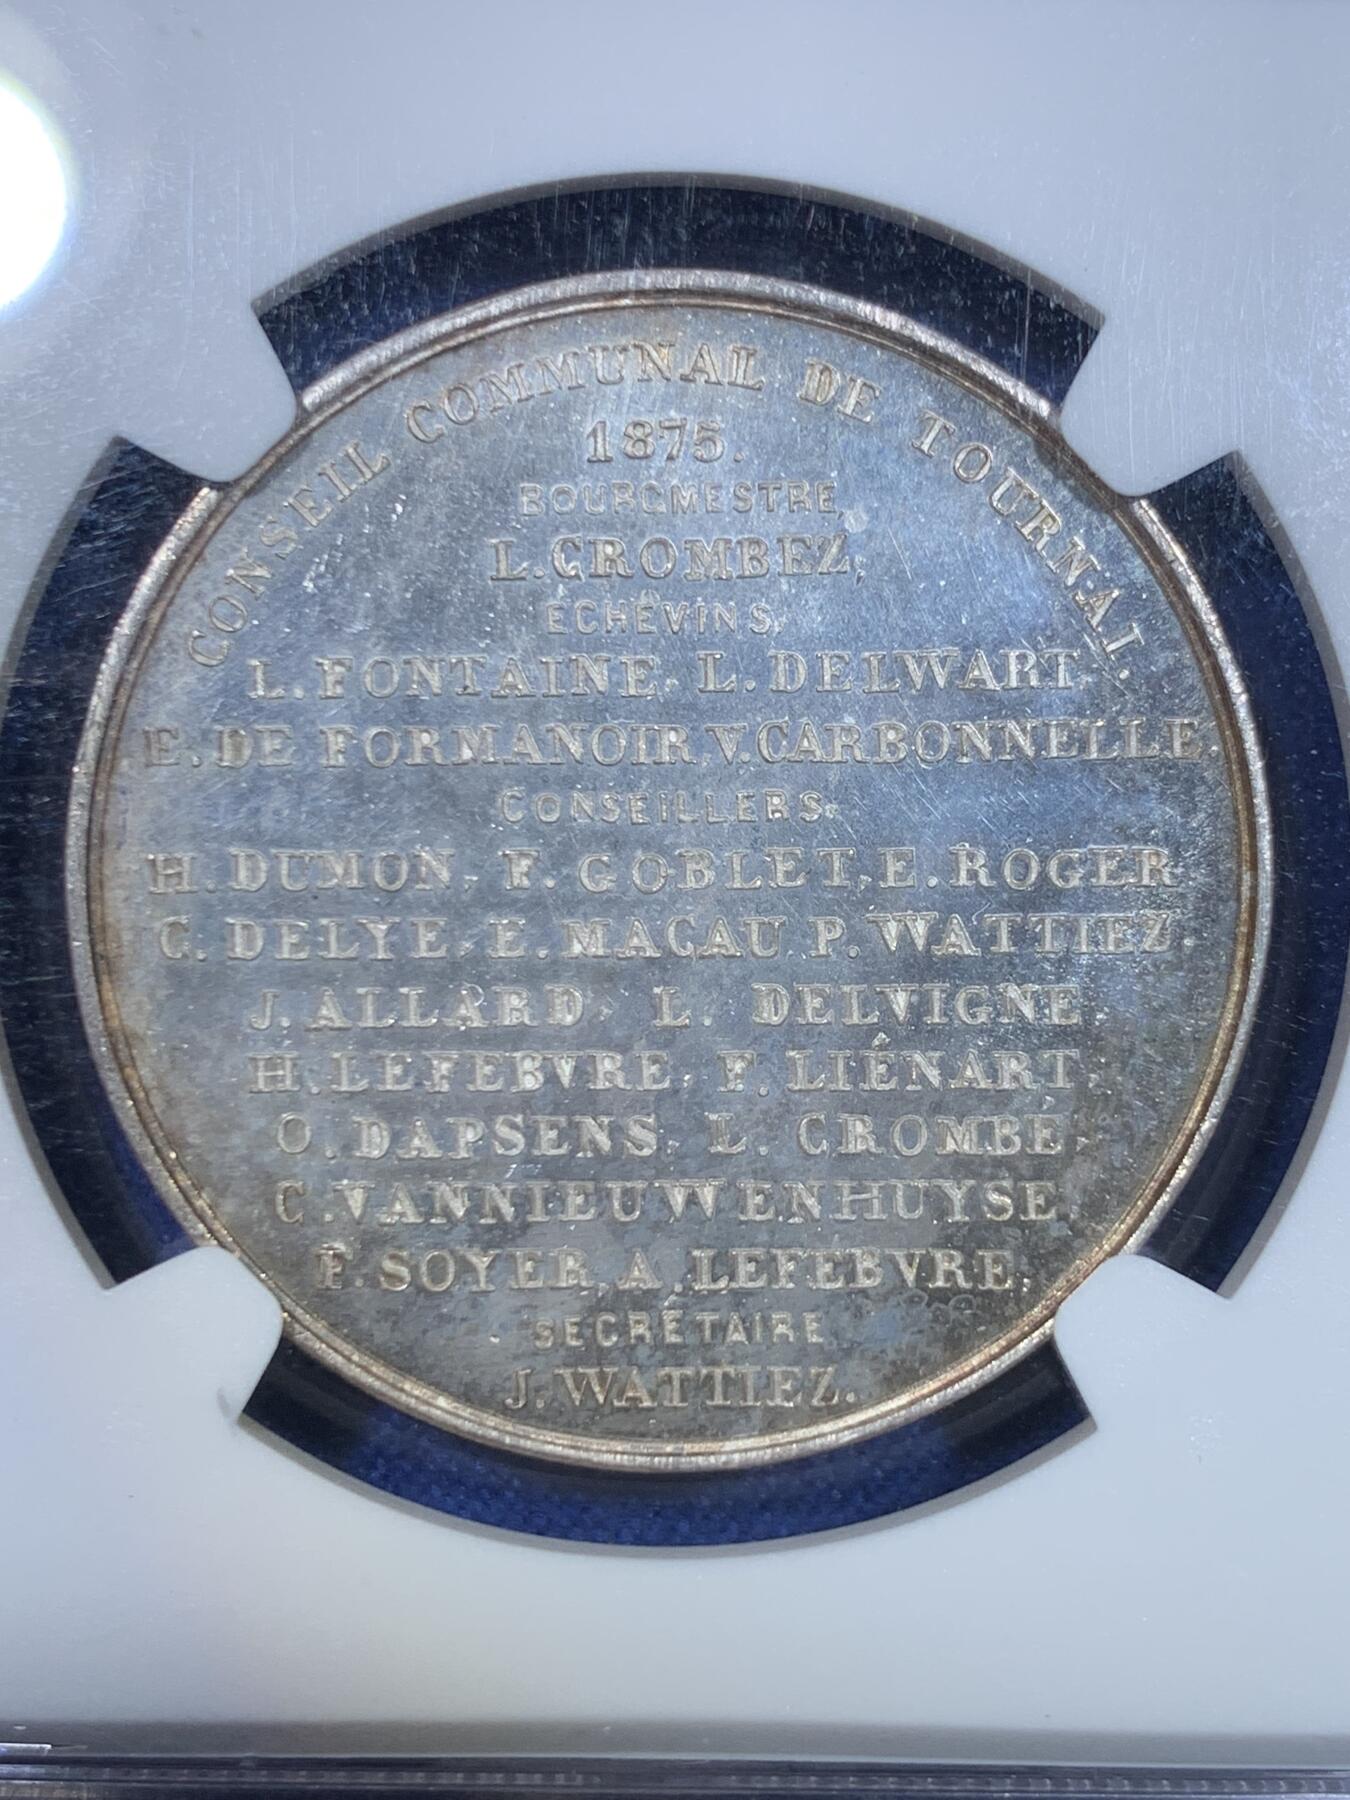 CONSEIL COMMUNAL DE TOURNAI.
1875.
BOURGMESTRE,
L. CROMBEZ,
ECHÉVINS,
L. FONTAINE, L. DELWART,
E. DE FORMANOIR, V. CARBONNELLE,
CONSEILLERS,
H. DUMON, F. GOBLET, E. ROGER
C. DELYE, E. MACAU P. WATTIEZ.
J. ALLARD, L. DELVIGNE
H. LEFEBVRE, F. LIÉNART,
O. DAPSENS, L. CROMBÉ,
C. VANNIEUWENHUYSE,
F. SOYER, A. LEFEBVRE,
SECRÉTAIRE
J. WATTIEZ.